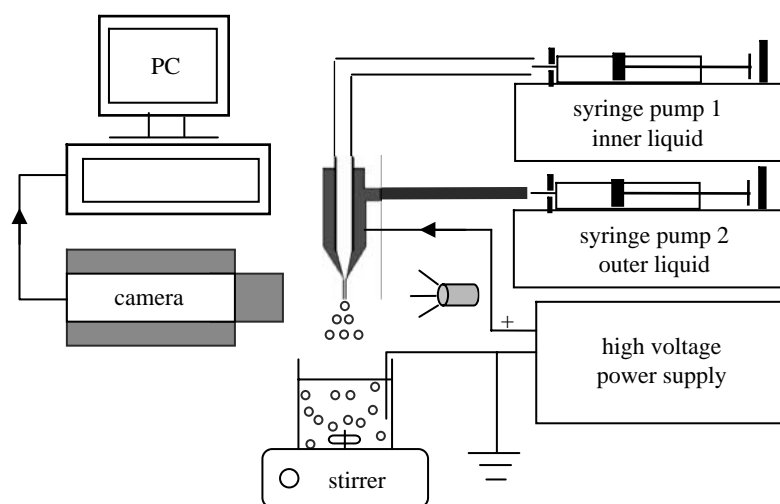 PC
syringe pump 1
inner liquid
syringe pump 2
outer liquid
camera
+
high voltage
power supply
stirrer